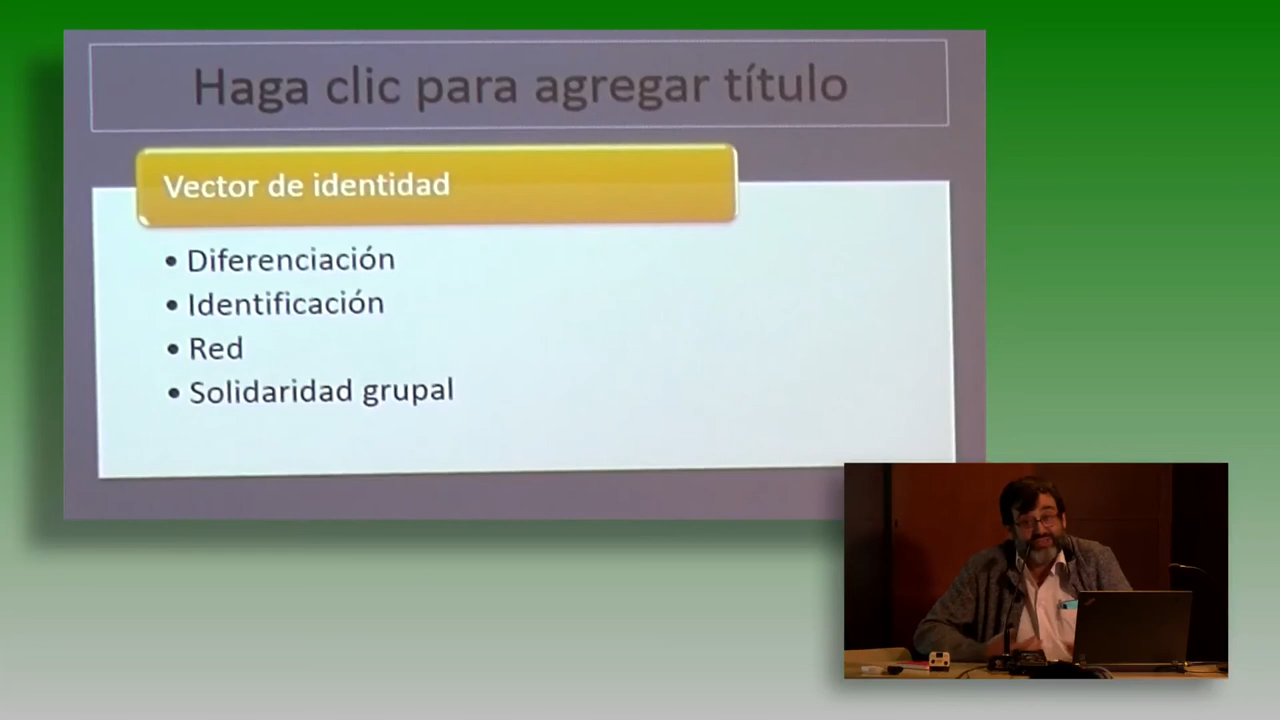 Haga clic para agregar título
Vector de identidad
• Diferenciación
• Identificación
• Red
• Solidaridad grupal